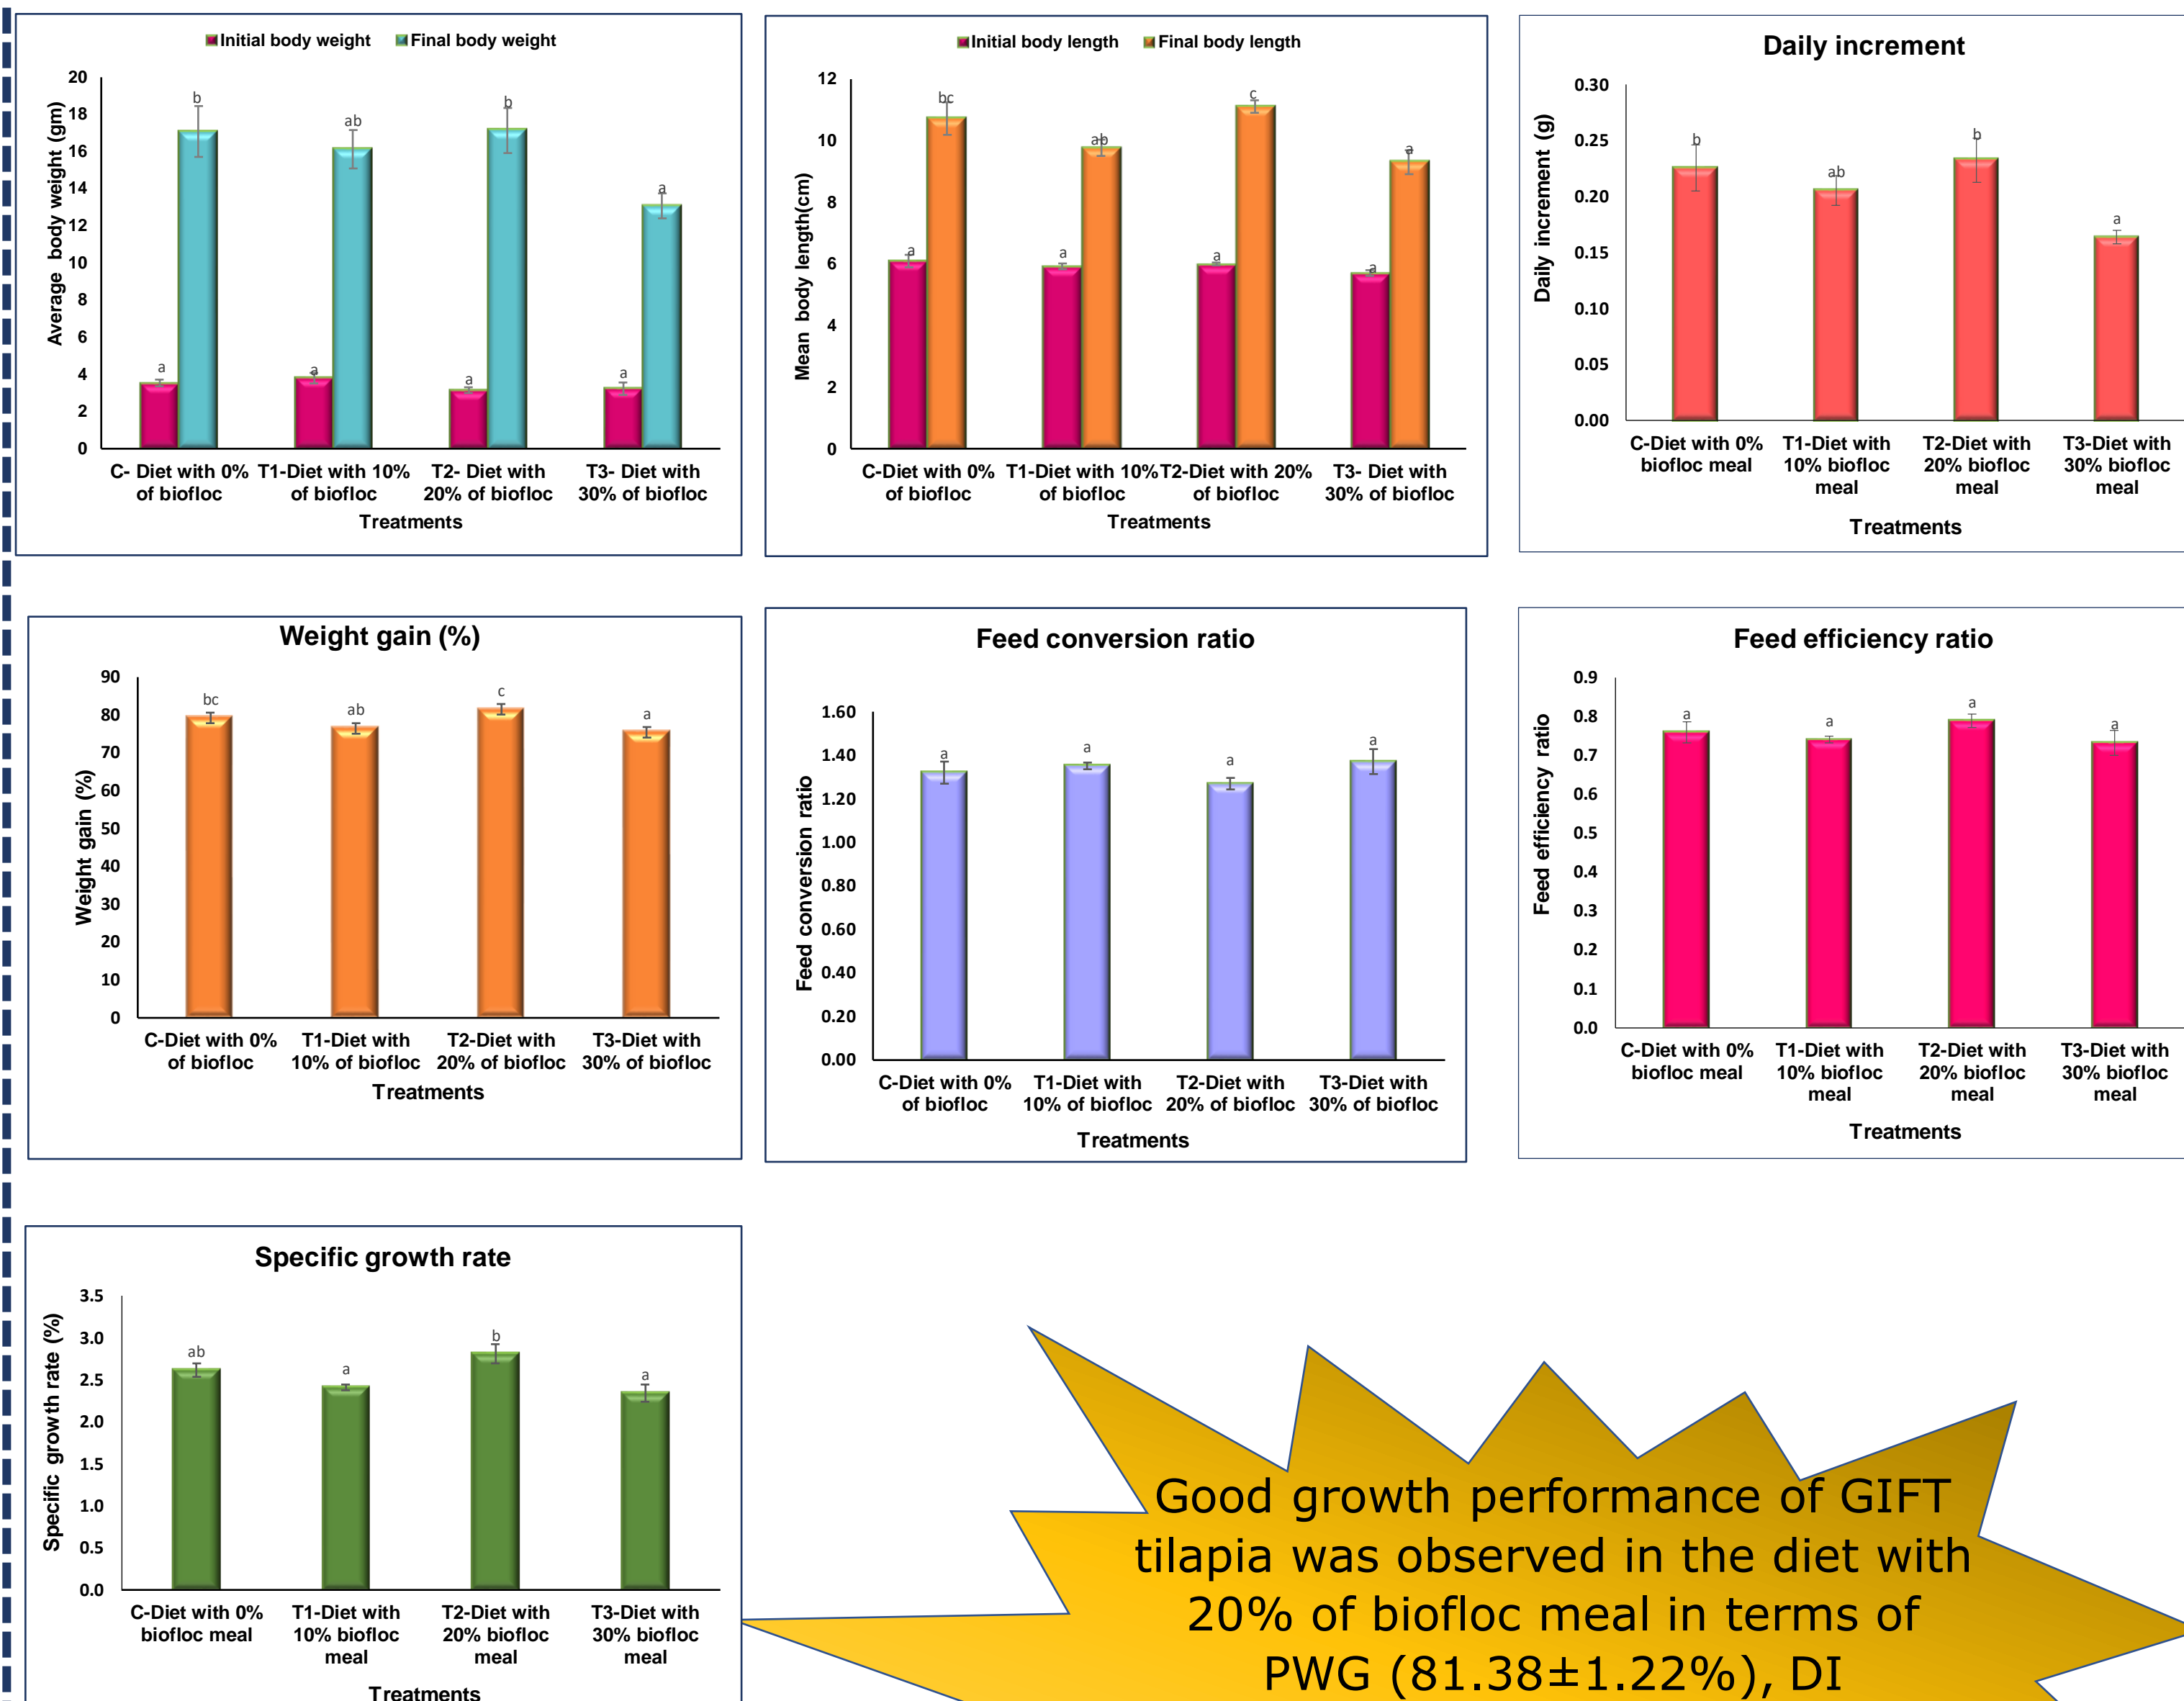 Initial body weight Final body weight
Average body weight (gm)
20
18
16
14
12
10
8
6
4
2
0
b
ab
b
a
a
a
a
a
C- Diet with 0% of biofloc
T1-Diet with 10% of biofloc
T2- Diet with 20% of biofloc
T3- Diet with 30% of biofloc
Treatments
Initial body length Final body length
Mean body length(cm)
12
10
8
6
4
2
0
bc
ab
c
a
a
a
a
a
C-Diet with 0% of biofloc
T1-Diet with 10% of biofloc
T2-Diet with 20% of biofloc
T3- Diet with 30% of biofloc
Treatments
Daily increment
Daily increment (g)
0.30
0.25
0.20
0.15
0.10
0.05
0.00
b
ab
b
a
C-Diet with 0% biofloc meal
T1-Diet with 10% biofloc meal
T2-Diet with 20% biofloc meal
T3-Diet with 30% biofloc meal
Treatments
Weight gain (%)
Weight gain (%)
90
80
70
60
50
40
30
20
10
0
bc
ab
c
a
C-Diet with 0% of biofloc
T1-Diet with 10% of biofloc
T2-Diet with 20% of biofloc
T3-Diet with 30% of biofloc
Treatments
Feed conversion ratio
Feed conversion ratio
1.60
1.40
1.20
1.00
0.80
0.60
0.40
0.20
0.00
a
a
a
a
C-Diet with 0% of biofloc
T1-Diet with 10% of biofloc
T2-Diet with 20% of biofloc
T3-Diet with 30% of biofloc
Treatments
Feed efficiency ratio
Feed efficiency ratio
0.9
0.8
0.7
0.6
0.5
0.4
0.3
0.2
0.1
0.0
a
a
a
a
C-Diet with 0% biofloc meal
T1-Diet with 10% biofloc meal
T2-Diet with 20% biofloc meal
T3-Diet with 30% biofloc meal
Treatments
Specific growth rate
Specific growth rate (%)
3.5
3.0
2.5
2.0
1.5
1.0
0.5
0.0
ab
a
b
a
C-Diet with 0% biofloc meal
T1-Diet with 10% biofloc meal
T2-Diet with 20% biofloc meal
T3-Diet with 30% biofloc meal
Treatments
Good growth performance of GIFT
tilapia was observed in the diet with
20% of biofloc meal in terms of
PWG (81.38±1.22%), DI